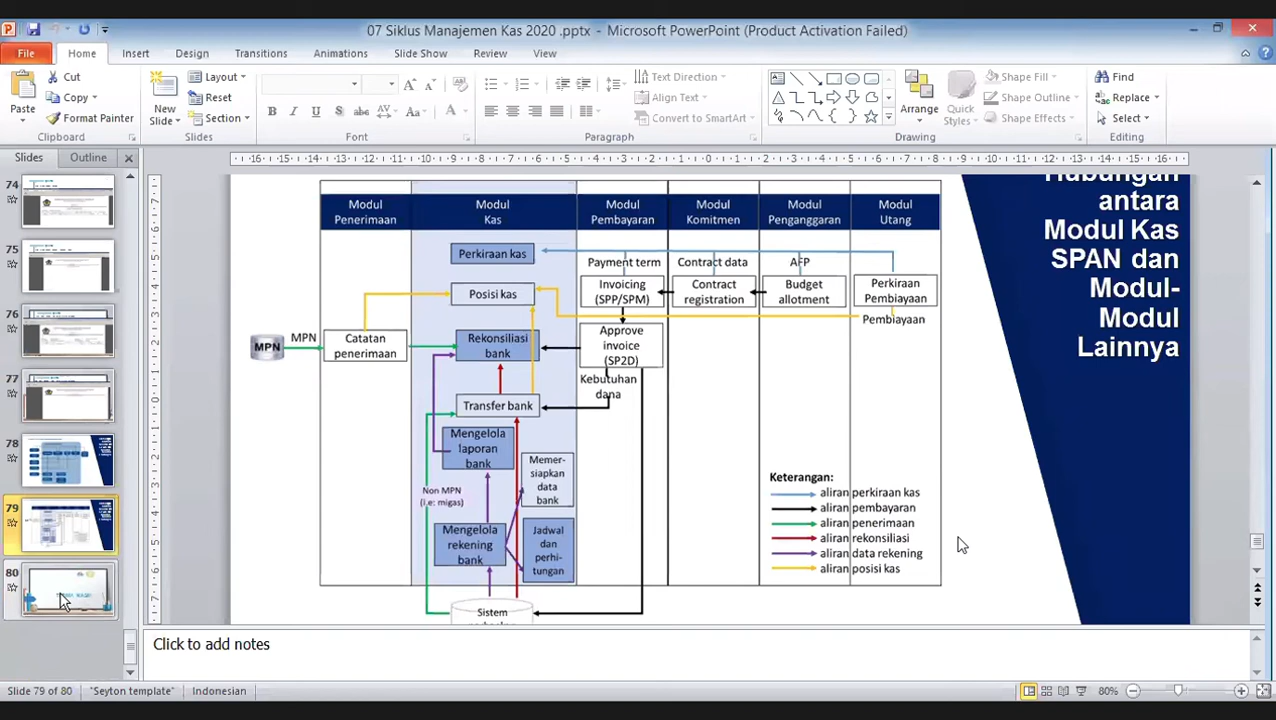 07 Siklus Manajemen Kas 2020 .pptx - Microsoft PowerPoint (Product Activation Failed)
File Home Insert Design Transitions Animations Slide Show Review View
Paste
Cut
Copy
Format Painter
Clipboard
New Slide
Layout
Reset
Section
Slides
Font
Text Direction
Align Text
Convert to SmartArt
Paragraph
Arrange
Quick Styles
Shape Fill
Shape Outline
Shape Effects
Drawing
Find
Replace
Select
Editing
Slides Outline
74
75
76
77
78
79
80
Modul Penerimaan
Modul Kas
Modul Pembayaran
Modul Komitmen
Modul Penganggaran
Modul Utang
Perkiraan kas
Payment term
Contract data
AFP
Posisi kas
Invoicing (SPP/SPM)
Contract registration
Budget allotment
Perkiraan Pembiayaan
Pembiayaan
MPN
MPN
Catatan penerimaan
Rekonsiliasi bank
Approve invoice (SP2D)
Kebutuhan dana
Transfer bank
Mengelola laporan bank
Memer-
siapkan
data
bank
Non MPN (i.e: migas)
Mengelola rekening bank
Jadwal
dan
perhi-
tungan
Sistem
Keterangan:
aliran perkiraan kas
aliran pembayaran
aliran penerimaan
aliran rekonsiliasi
aliran data rekening
aliran posisi kas
Hubungan
antara
Modul Kas
SPAN dan
Modul-
Modul
Lainnya
Click to add notes
Slide 79 of 80 "Seyton template" Indonesian 80%